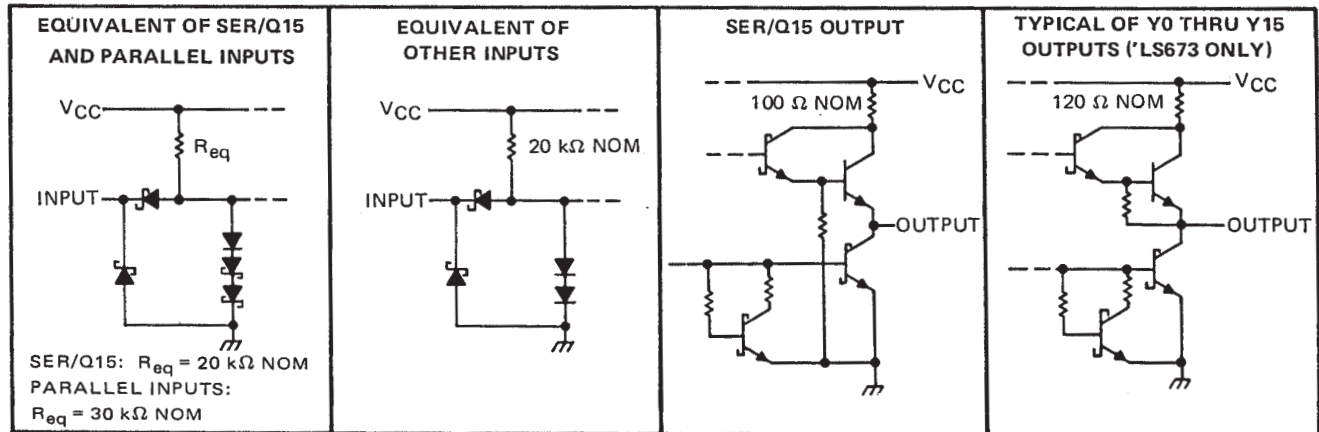 EQUIVALENT OF SER/Q15
AND PARALLEL INPUTS
VCC
Req
INPUT
SER/Q15: Req = 20 kΩ NOM
PARALLEL INPUTS:
Req = 30 kΩ NOM
EQUIVALENT OF
OTHER INPUTS
VCC
20 kΩ NOM
INPUT
SER/Q15 OUTPUT
VCC
100 Ω NOM
OUTPUT
TYPICAL OF Y0 THRU Y15
OUTPUTS ('LS673 ONLY)
VCC
120 Ω NOM
OUTPUT